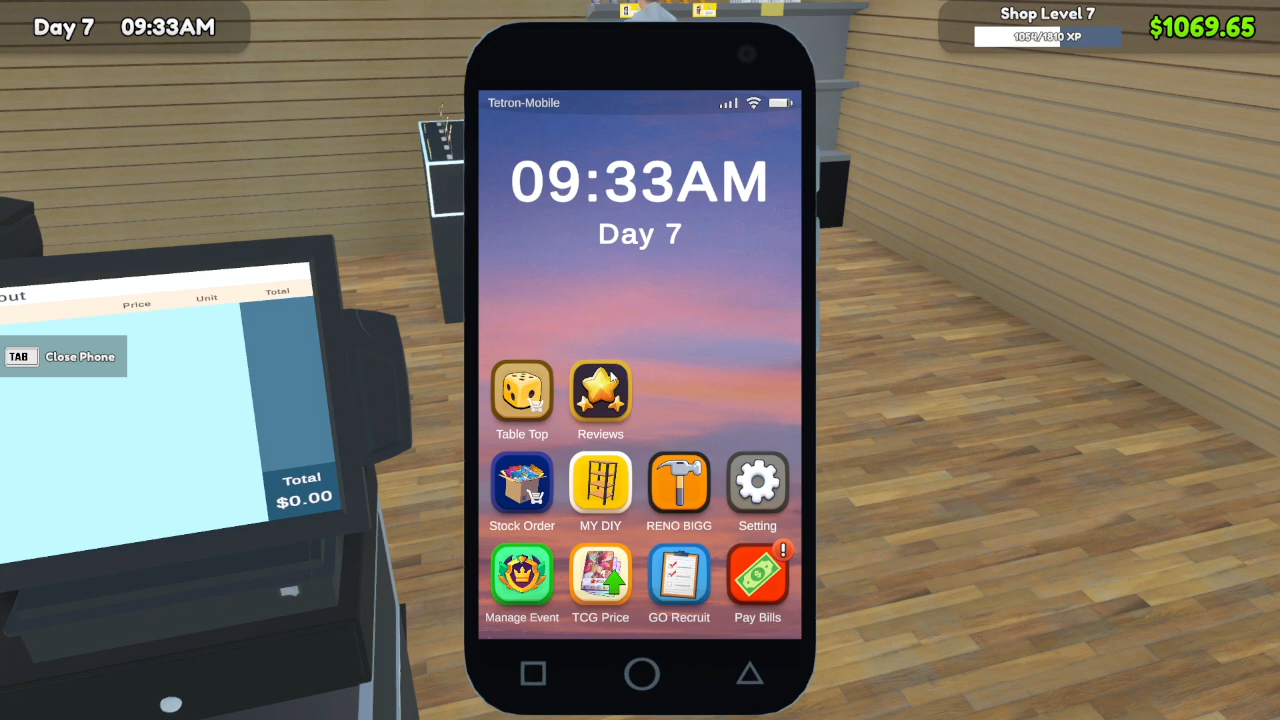 Day 7 09:33AM
Shop Level 7
1054/1810 XP
$1069.65
Tetron-Mobile
09:33AM
Day 7
out
Price Unit Total
TAB Close Phone
Total
$0.00
Table Top Reviews
Stock Order MY DIY RENO BIGG Setting
!
Manage Event TCG Price GO Recruit Pay Bills